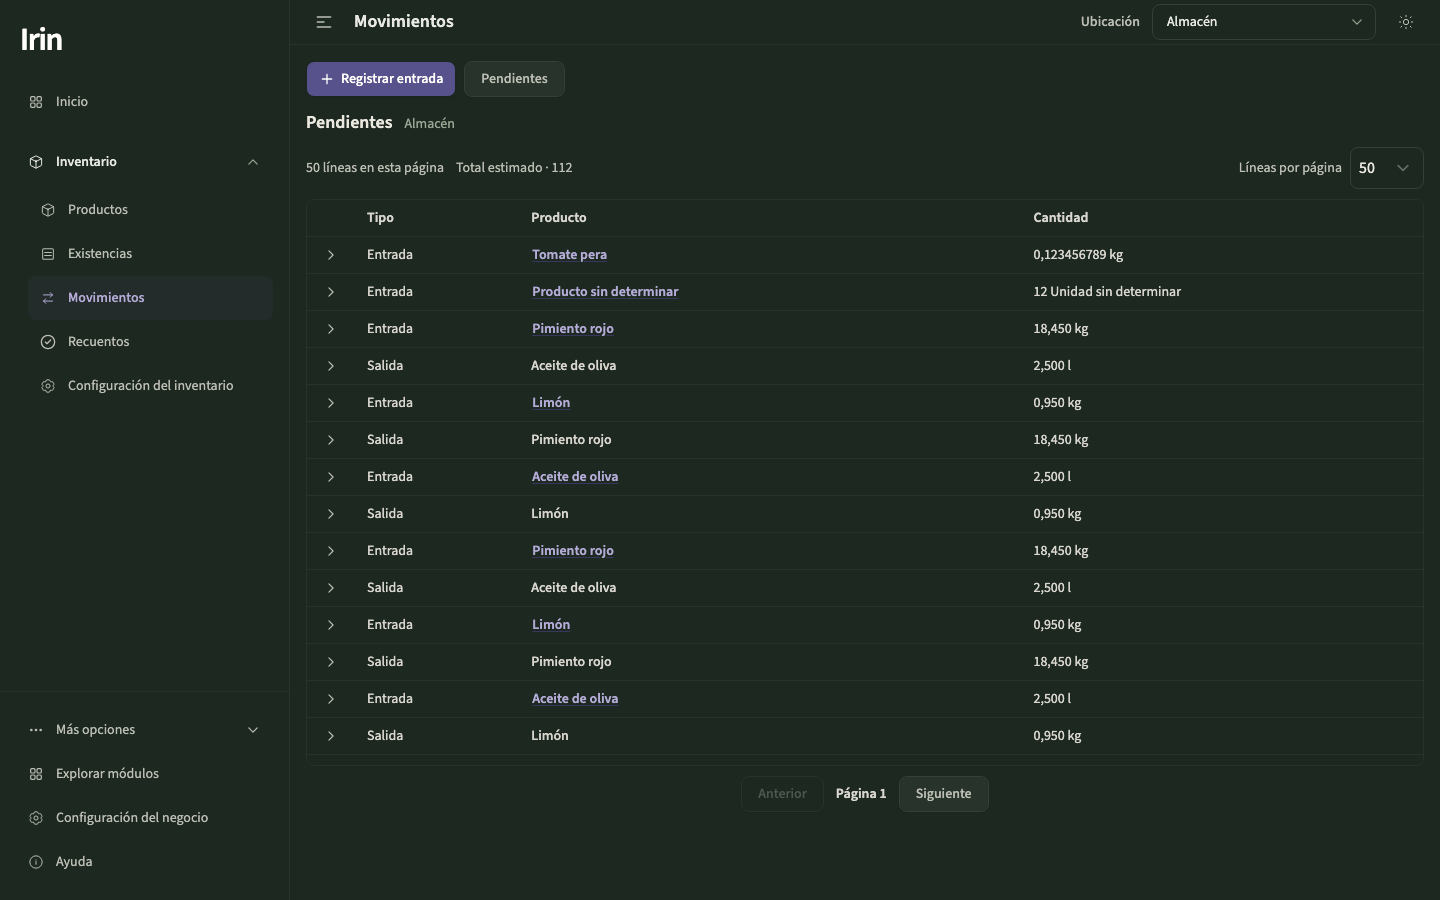 Irin
Movimientos
Ubicación
Almacén
Inicio
Inventario
Productos
Existencias
Movimientos
Recuentos
Configuración del inventario
Más opciones
Explorar módulos
Configuración del negocio
Ayuda
Registrar entrada
Pendientes
Pendientes Almacén
50 líneas en esta página Total estimado · 112
Líneas por página 50
Tipo Producto Cantidad
Entrada Tomate pera 0,123456789 kg
Entrada Producto sin determinar 12 Unidad sin determinar
Entrada Pimiento rojo 18,450 kg
Salida Aceite de oliva 2,500 l
Entrada Limón 0,950 kg
Salida Pimiento rojo 18,450 kg
Entrada Aceite de oliva 2,500 l
Salida Limón 0,950 kg
Entrada Pimiento rojo 18,450 kg
Salida Aceite de oliva 2,500 l
Entrada Limón 0,950 kg
Salida Pimiento rojo 18,450 kg
Entrada Aceite de oliva 2,500 l
Salida Limón 0,950 kg
Anterior Página 1 Siguiente